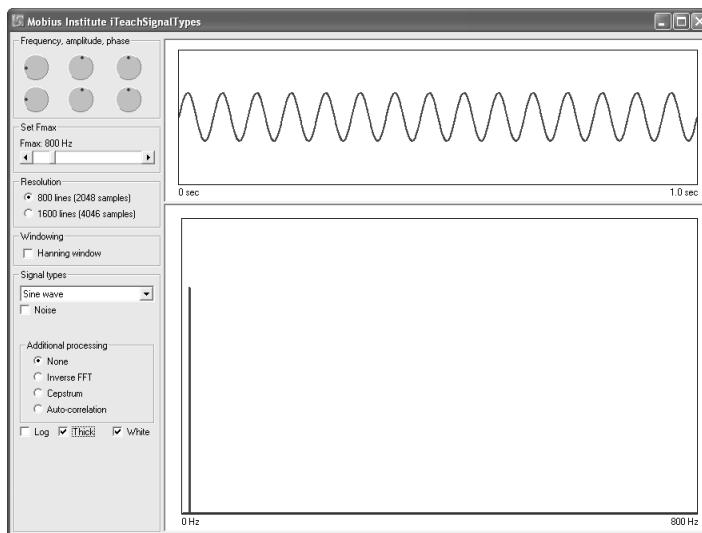 Mobius Institute iTeachSignalTypes
Frequency, amplitude, phase
Set Fmax
Fmax: 800 Hz
Resolution
800 lines (2048 samples)
1600 lines (4046 samples)
Windowing
Hanning window
Signal types
Sine wave
Noise
Additional processing
None
Inverse FFT
Cepstrum
Auto-correlation
Log Thick White
0 sec 1.0 sec
0 Hz 800 Hz